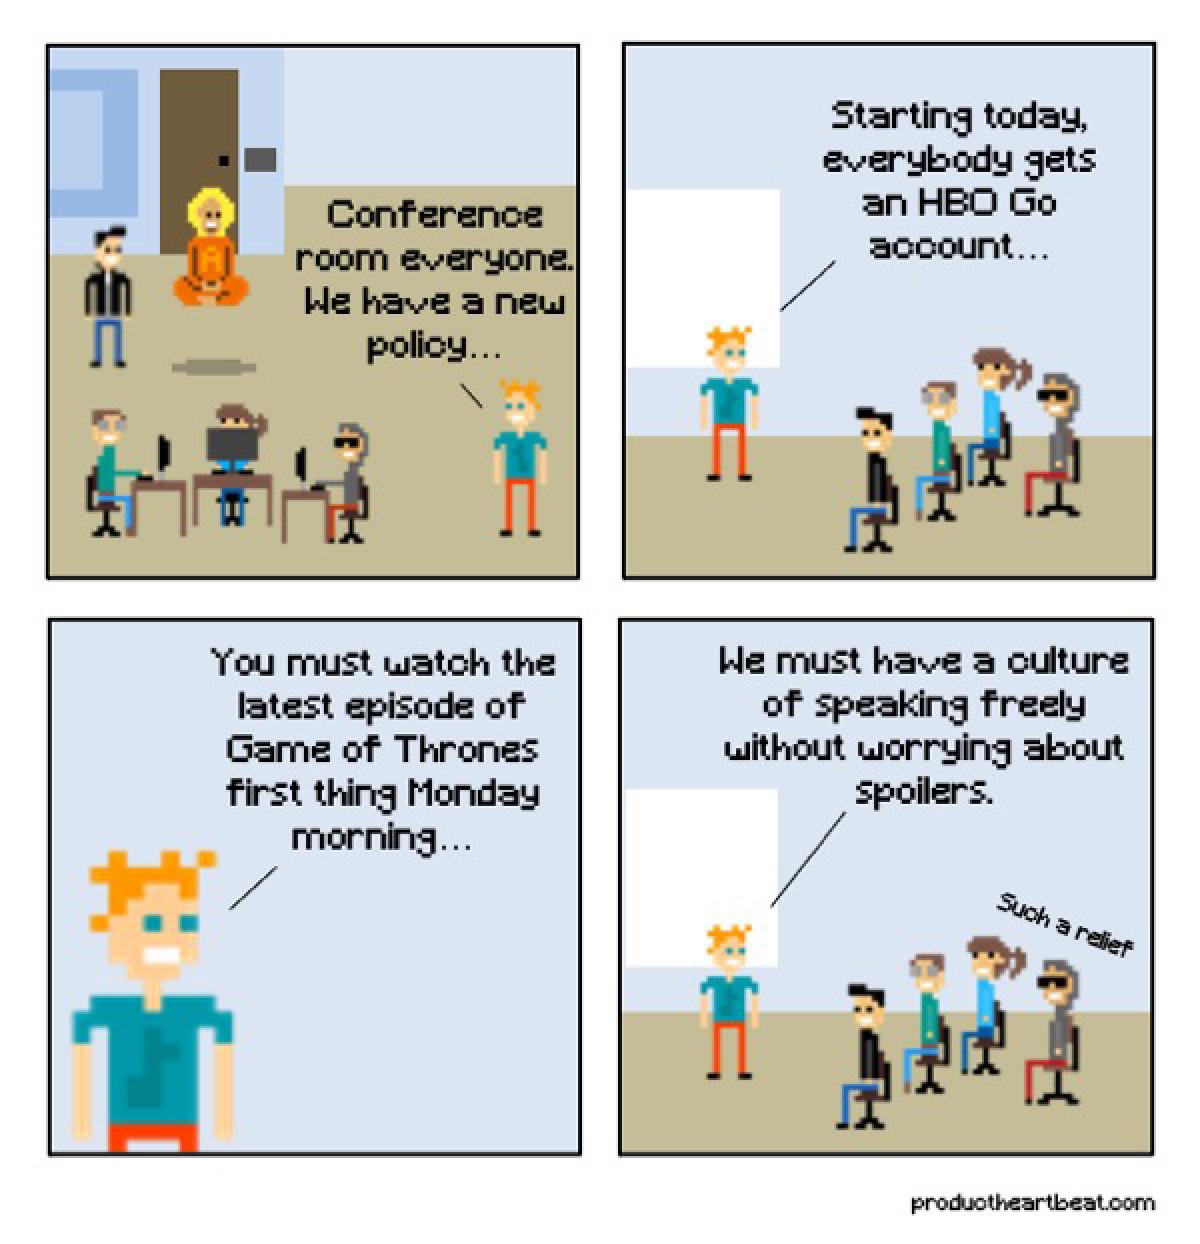 Conference
room everyone.
We have a new
policy...
Starting today,
everybody gets
an HBO Go
account...
You must watch the
latest episode of
Game of Thrones
first thing Monday
morning...
We must have a culture
of speaking freely
without worrying about
spoilers.
Such a relief
productheartbeat.com